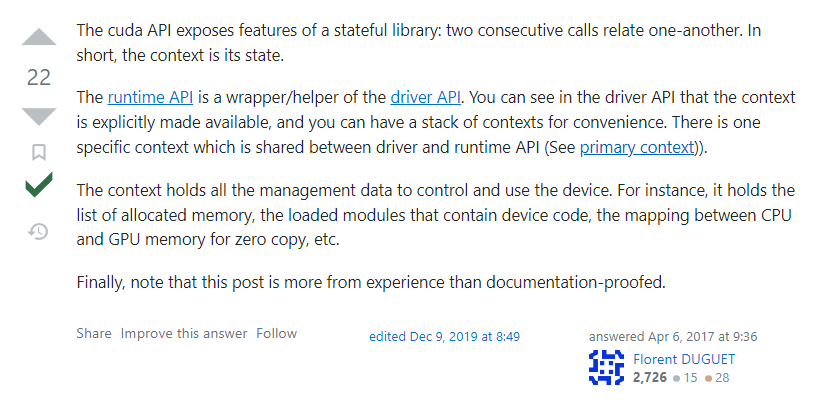 The cuda API exposes features of a stateful library: two consecutive calls relate one-another. In
short, the context is its state.
22
The runtime API is a wrapper/helper of the driver API. You can see in the driver API that the context
is explicitly made available, and you can have a stack of contexts for convenience. There is one
specific context which is shared between driver and runtime API (See primary context)).
The context holds all the management data to control and use the device. For instance, it holds the
list of allocated memory, the loaded modules that contain device code, the mapping between CPU
and GPU memory for zero copy, etc.
Finally, note that this post is more from experience than documentation-proofed.
Share Improve this answer Follow
edited Dec 9, 2019 at 8:49
answered Apr 6, 2017 at 9:36
Florent DUGUET
2,726 15 28